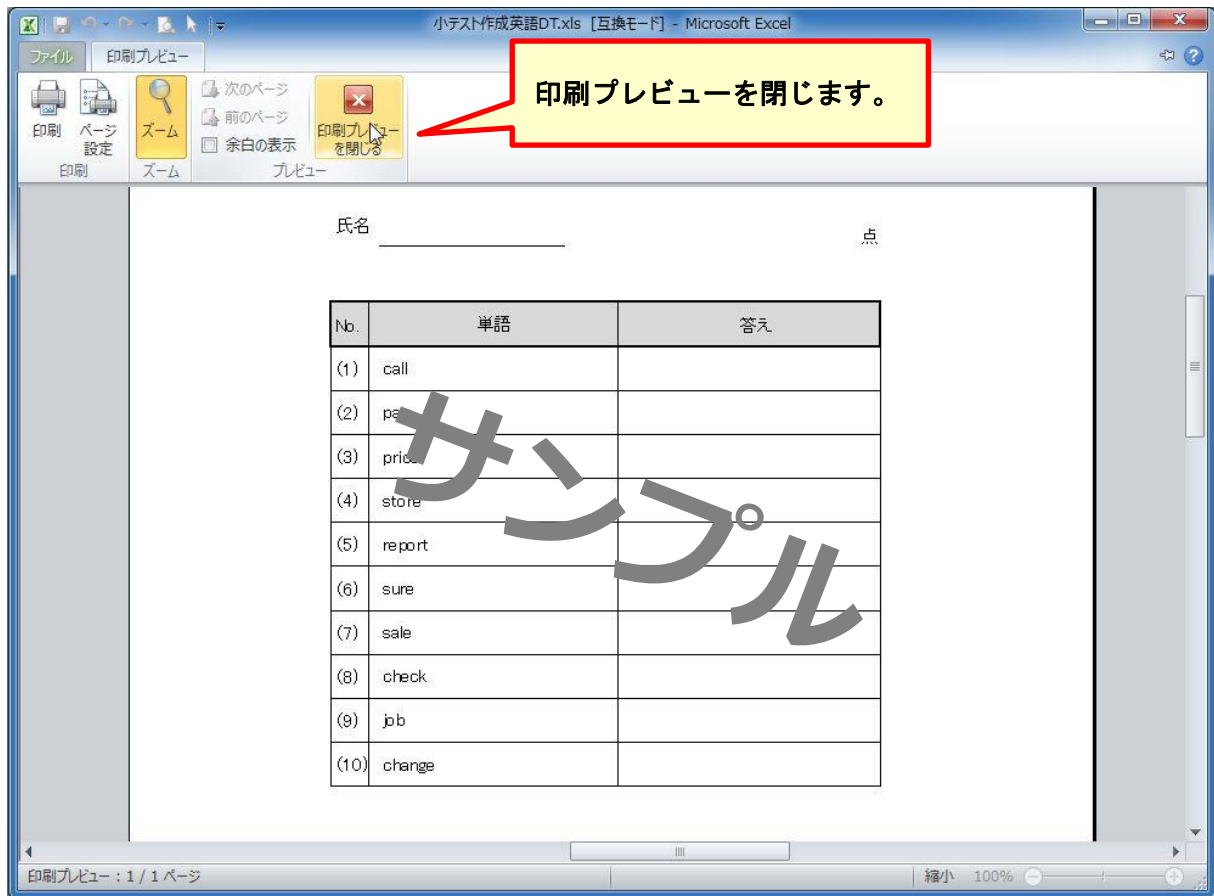 小テスト作成英語DT.xls [互換モード] - Microsoft Excel
ファイル 印刷プレビュー
印刷プレビューを閉じます。
印刷
ページ設定
ズーム
次のページ
前のページ
余白の表示
印刷プレビューを閉じる
印刷 ズーム プレビュー
氏名
点
No. 単語 答え
(1) call
(2)
(3)
(4) store
(5) report
(6) sure
(7) sale
(8) check
(9) job
(10) change
サンプル
印刷プレビュー : 1 / 1 ページ
縮小 100%